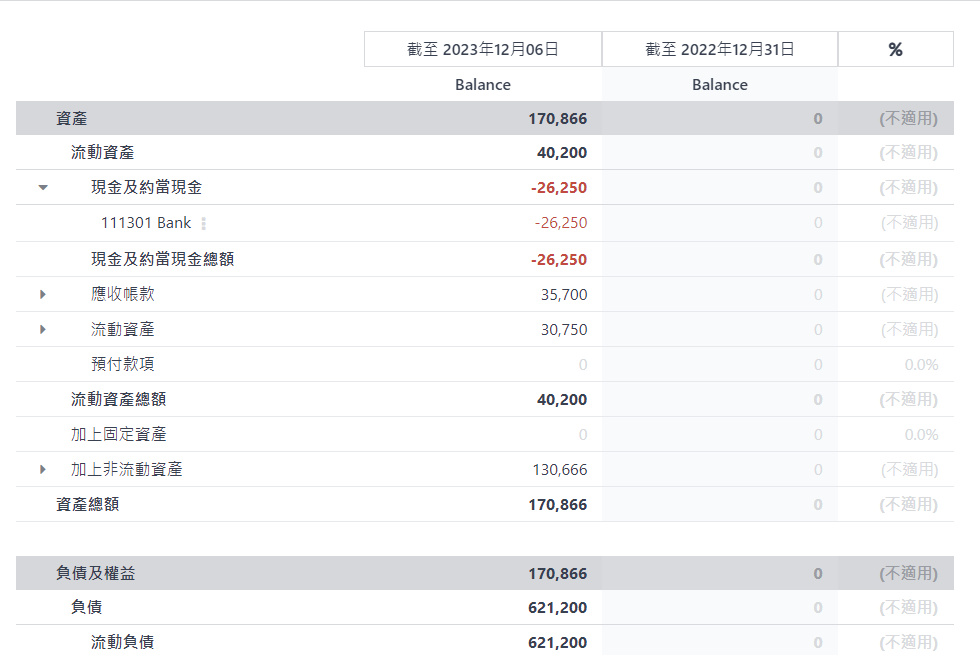 截至 2023年12月06日 截至 2022年12月31日 %
Balance Balance
資產 170,866 0 (不適用)
流動資產 40,200 0 (不適用)
現金及約當現金 -26,250 0 (不適用)
111301 Bank -26,250 0 (不適用)
現金及約當現金總額 -26,250 0 (不適用)
應收帳款 35,700 0 (不適用)
流動資產 30,750 0 (不適用)
預付款項 0 0 0.0%
流動資產總額 40,200 0 (不適用)
加上固定資產 0 0 0.0%
加上非流動資產 130,666 0 (不適用)
資產總額 170,866 0 (不適用)
負債及權益 170,866 0 (不適用)
負債 621,200 0 (不適用)
流動負債 621,200 0 (不適用)